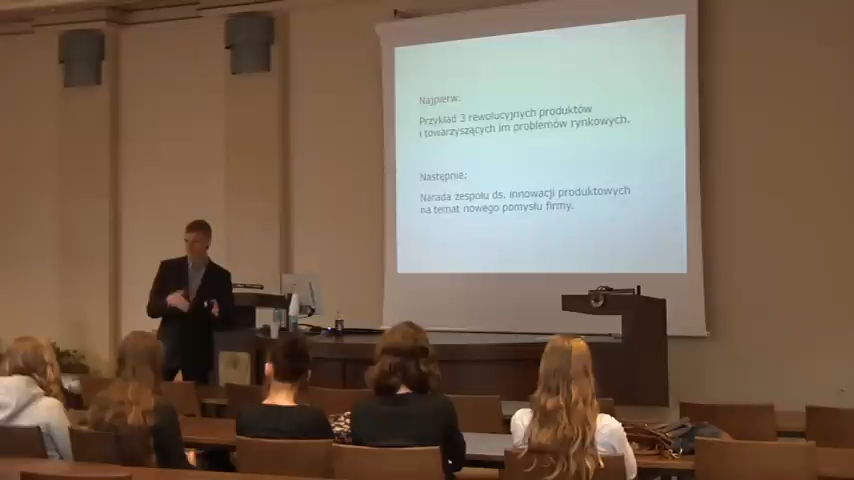 Najpierw:
Przykład 3 rewolucyjnych produktów
i towarzyszących im problemów rynkowych.
Następnie:
Narada zespołu ds. innowacji produktowych
na temat nowego pomysłu firmy.